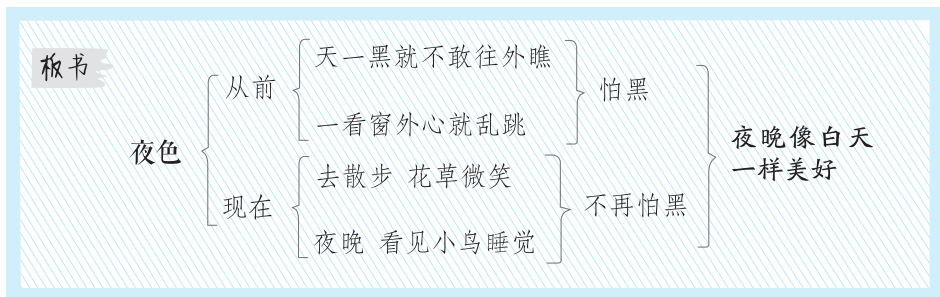 板书
夜色
从前
天一黑就不敢往外瞧
一看窗外心就乱跳
怕黑
现在
去散步 花草微笑
夜晚 看见小鸟睡觉
不再怕黑
夜晚像白天
一样美好